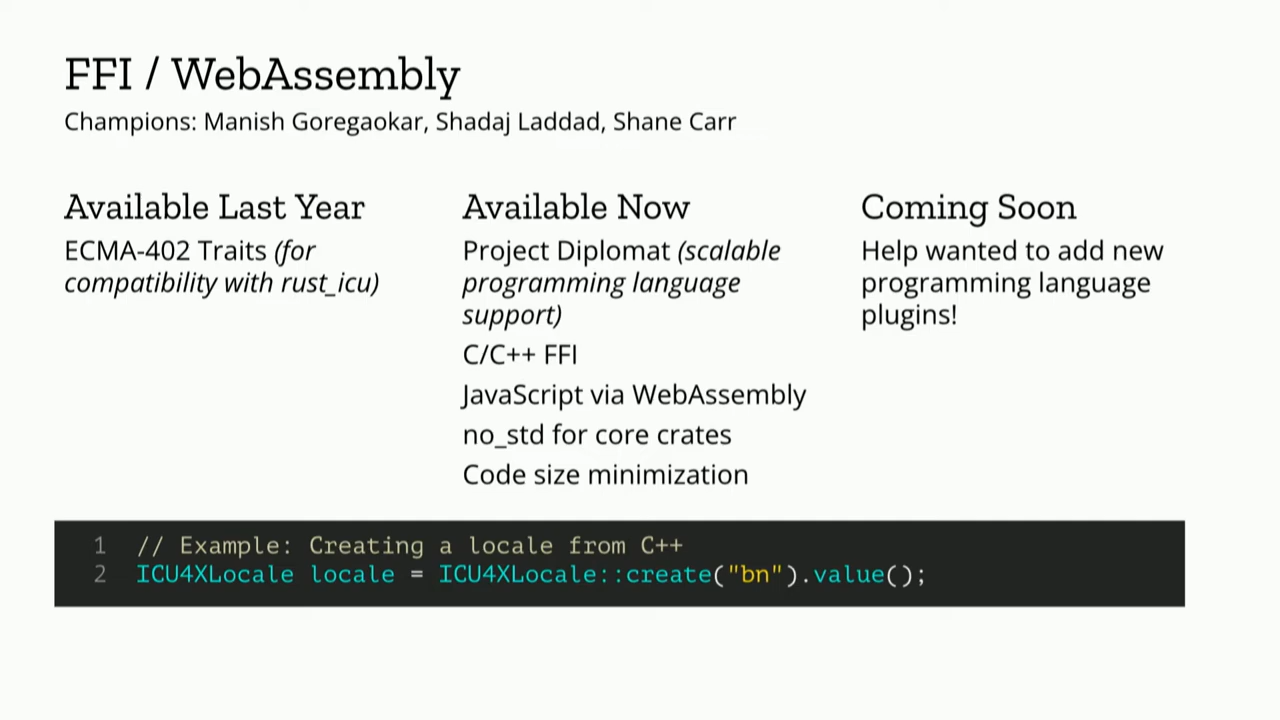 FFI / WebAssembly
Champions: Manish Goregaokar, Shadaj Laddad, Shane Carr
Available Last Year
ECMA-402 Traits (for
compatibility with rust_icu)
Available Now
Project Diplomat (scalable
programming language
support)
C/C++ FFI
JavaScript via WebAssembly
no_std for core crates
Code size minimization
Coming Soon
Help wanted to add new
programming language
plugins!
1 // Example: Creating a locale from C++
2 ICU4XLocale locale = ICU4XLocale::create("bn").value();